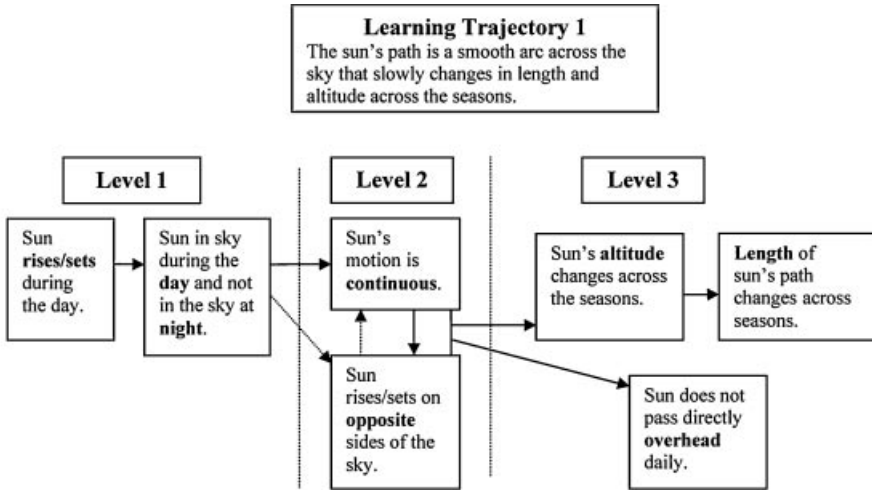 Learning Trajectory 1
The sun's path is a smooth arc across the
sky that slowly changes in length and
altitude across the seasons.
Level 1
Level 2
Level 3
Sun
rises/sets
during
the day.
Sun in sky
during the
day and not
in the sky at
night.
Sun's
motion is
continuous.
Sun
rises/sets on
opposite
sides of the
sky.
Sun's altitude
changes across
the seasons.
Length of
sun's path
changes across
seasons.
Sun does not
pass directly
overhead
daily.